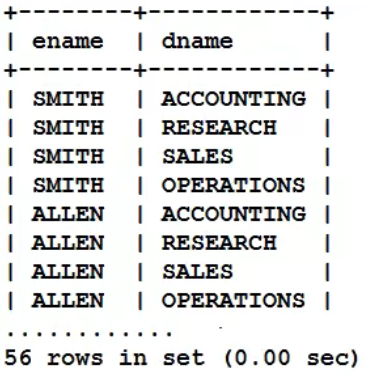 +--------+------------+
| ename  | dname      |
+--------+------------+
| SMITH  | ACCOUNTING |
| SMITH  | RESEARCH   |
| SMITH  | SALES      |
| SMITH  | OPERATIONS |
| ALLEN  | ACCOUNTING |
| ALLEN  | RESEARCH   |
| ALLEN  | SALES      |
| ALLEN  | OPERATIONS |
............
56 rows in set (0.00 sec)